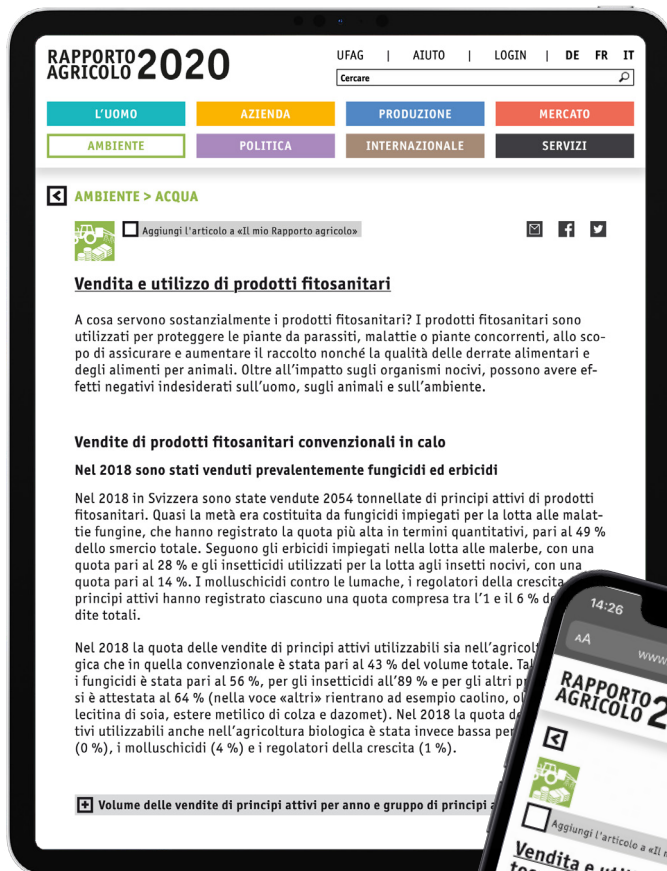 RAPPORTO
AGRICOLO 2020
UFAG | AIUTO | LOGIN | DE FR IT
Cercare
L'UOMO AZIENDA PRODUZIONE MERCATO
AMBIENTE POLITICA INTERNAZIONALE SERVIZI
AMBIENTE > ACQUA
Aggiungi l'articolo a «Il mio Rapporto agricolo»
Vendita e utilizzo di prodotti fitosanitari
A cosa servono sostanzialmente i prodotti fitosanitari? I prodotti fitosanitari sono
utilizzati per proteggere le piante da parassiti, malattie o piante concorrenti, allo sco-
po di assicurare e aumentare il raccolto nonché la qualità delle derrate alimentari e
degli alimenti per animali. Oltre all'impatto sugli organismi nocivi, possono avere ef-
fetti negativi indesiderati sull'uomo, sugli animali e sull'ambiente.
Vendite di prodotti fitosanitari convenzionali in calo
Nel 2018 sono stati venduti prevalentemente fungicidi ed erbicidi
Nel 2018 in Svizzera sono state vendute 2054 tonnellate di principi attivi di prodotti
fitosanitari. Quasi la metà era costituita da fungicidi impiegati per la lotta alle malat-
tie fungine, che hanno registrato la quota più alta in termini quantitativi, pari al 49 %
dello smercio totale. Seguono gli erbicidi impiegati nella lotta alle malerbe, con una
quota pari al 28 % e gli insetticidi utilizzati per la lotta agli insetti nocivi, con una
quota pari al 14 %. I molluschicidi contro le lumache, i regolatori della crescita
principi attivi hanno registrato ciascuno una quota compresa tra l'1 e il 6 %
dite totali.
Nel 2018 la quota delle vendite di principi attivi utilizzabili sia nell'agricol
gica che in quella convenzionale è stata pari al 43 % del volume totale.
i fungicidi è stata pari al 56 %, per gli insetticidi all'89 % e per gli altri
si è attestata al 64 % (nella voce «altri» rientrano ad esempio caolino,
lecitina di soia, estere metilico di colza e dazomet). Nel 2018 la quota
tivi utilizzabili anche nell'agricoltura biologica è stata invece bassa per
(0 %), i molluschicidi (4 %) e i regolatori della crescita (1 %).
Volume delle vendite di principi attivi per anno e gruppo di principi
14:26
AA www
RAPPORTO
AGRICOLO 2
Aggiungi l'articolo a «Il
Vendita e